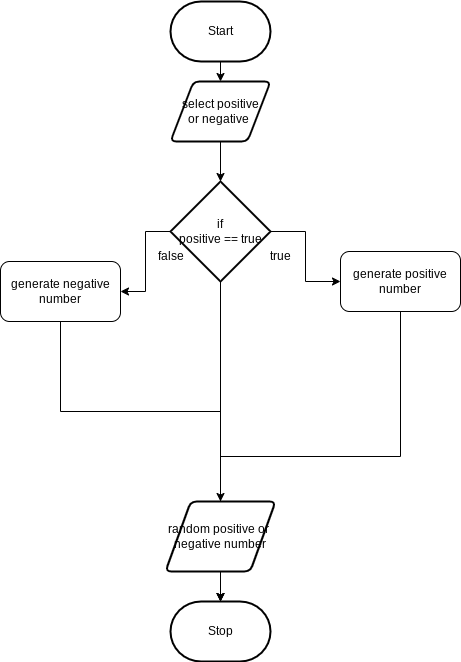 Start
select positive
or negative
if
positive == true
false
true
generate negative
number
generate positive
number
random positive or
negative number
Stop